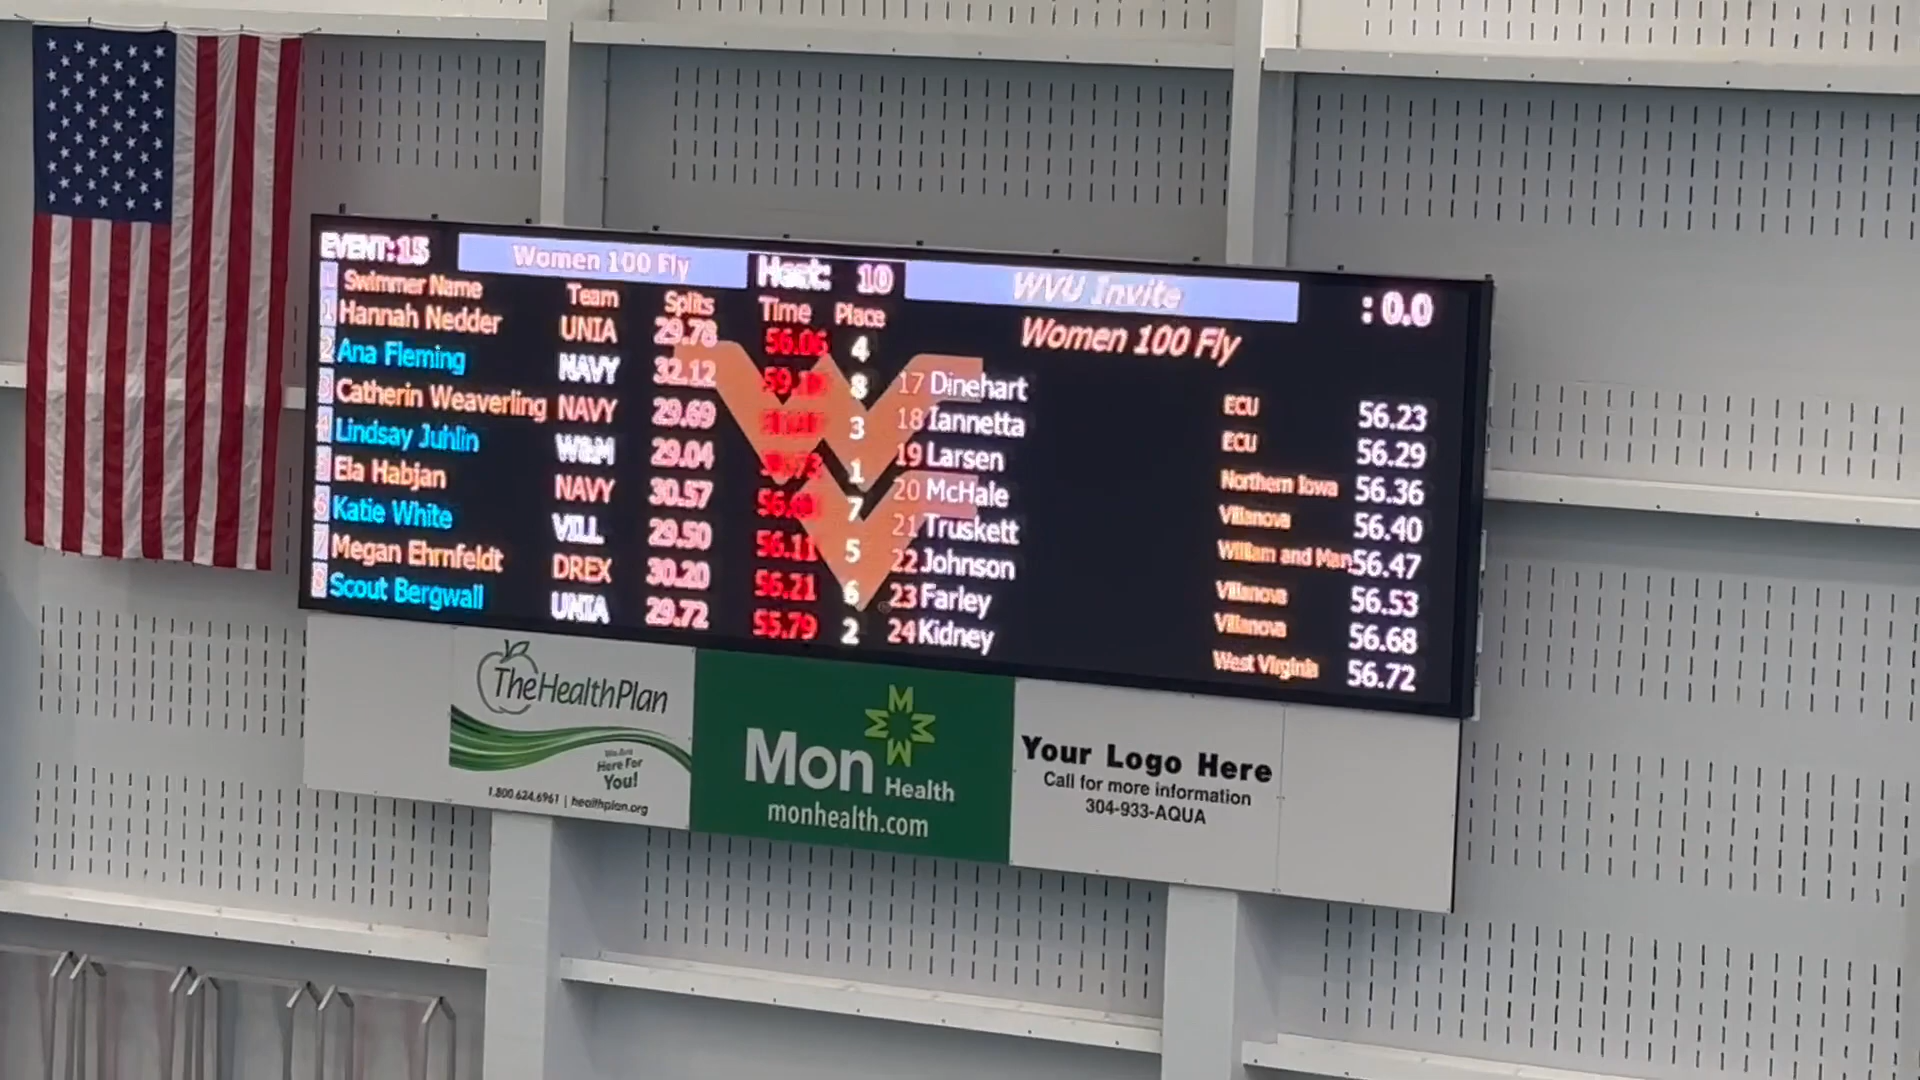 EVENT:15 Women 100 Fly Heat: 10 WVU Invite : 0.0
Swimmer Name Team Splits Time Place
1 Hannah Nedder UNIA 29.78 56.06 4
2 Ana Fleming NAVY 32.12 8
3 Catherin Weaverling NAVY 29.69 3
4 Lindsay Juhlin W&M 29.04 1
5 Ela Habjan NAVY 30.57 7
6 Katie White VILL 29.50 56.11 5
7 Megan Ehrnfeldt DREX 30.20 56.21 6
8 Scout Bergwall UNIA 29.72 55.79 2
Women 100 Fly
17 Dinehart ECU 56.23
18 Iannetta ECU 56.29
19 Larsen Northern Iowa 56.36
20 McHale Villanova 56.40
21 Truskett William and Mar 56.47
22 Johnson Villanova 56.53
23 Farley Villanova 56.68
24 Kidney West Virginia 56.72
TheHealthPlan
We Are
Here For
You!
1.800.624.6961 | healthplan.org
Mon Health
monhealth.com
Your Logo Here
Call for more information
304-933-AQUA